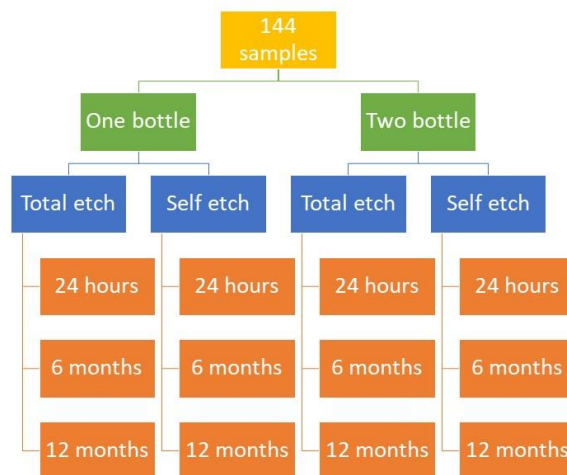 144
samples
One bottle
Two bottle
Total etch
Self etch
Total etch
Self etch
24 hours
24 hours
24 hours
24 hours
6 months
6 months
6 months
6 months
12 months
12 months
12 months
12 months